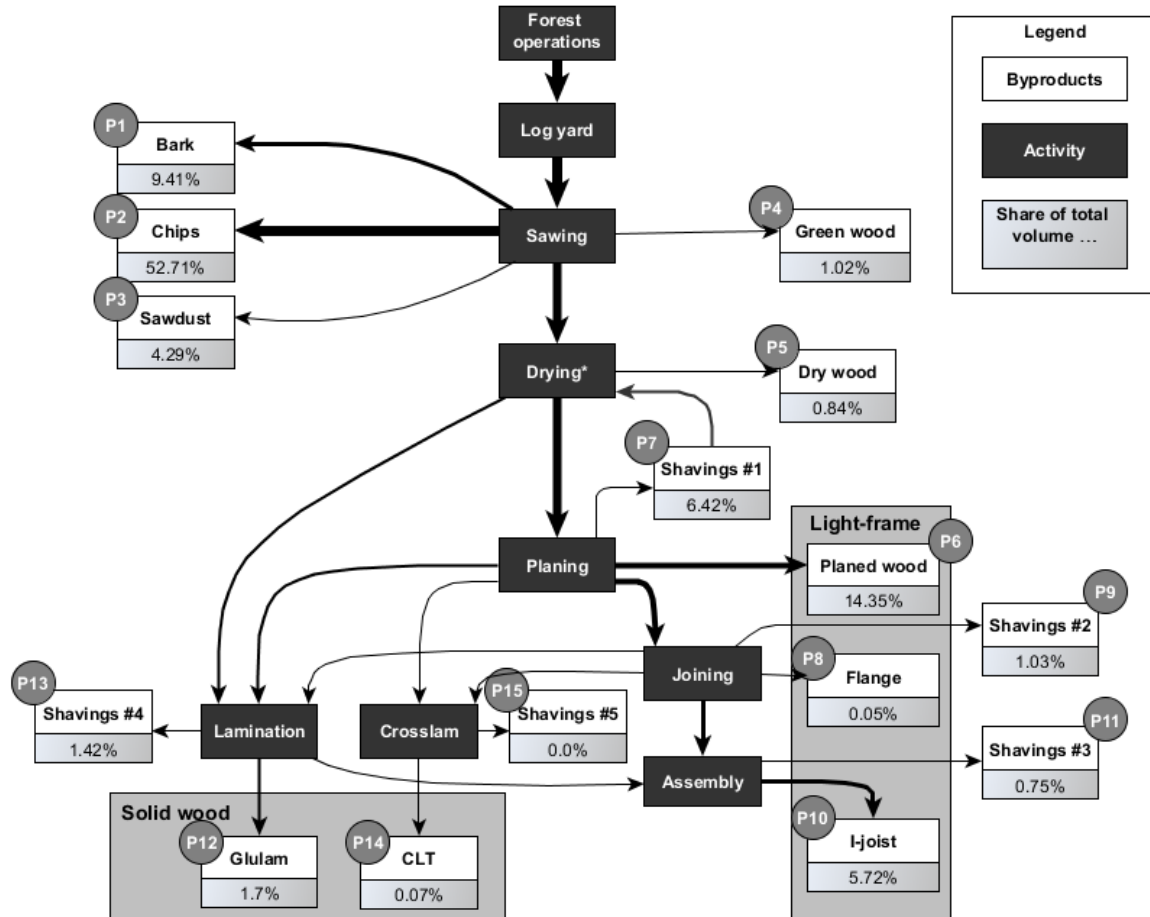 Forest
operations
Legend
Byproducts
Activity
Share of total
volume ...
Log yard
P1
Bark
9.41%
P2
Chips
52.71%
P3
Sawdust
4.29%
Sawing
P4
Green wood
1.02%
Drying*
P5
Dry wood
0.84%
P7
Shavings #1
6.42%
Planing
Light-frame
P6
Planed wood
14.35%
P9
Shavings #2
1.03%
Joining
P8
Flange
0.05%
P13
Shavings #4
1.42%
Lamination
Crosslam
P15
Shavings #5
0.0%
P11
Shavings #3
0.75%
Assembly
Solid wood
P12
Glulam
1.7%
P14
CLT
0.07%
P10
I-joist
5.72%